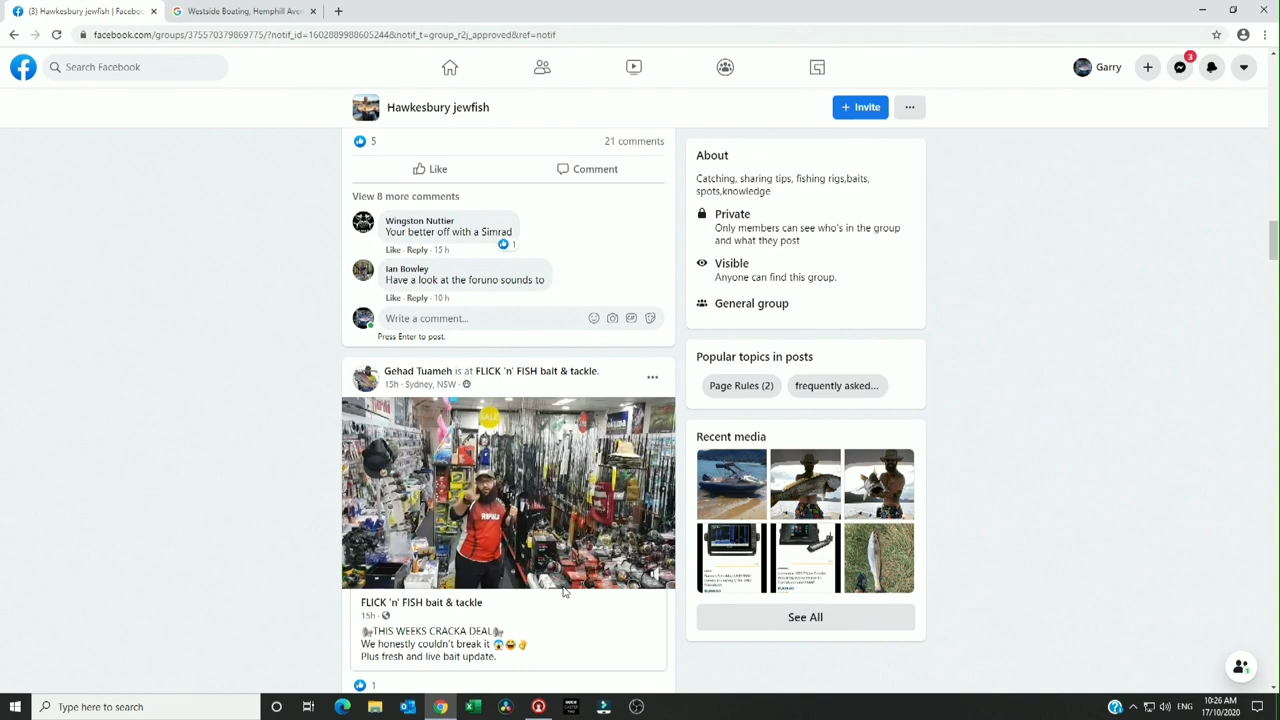 (3) Hawkesbury jewfish | Facebo
Westside Boating, Hemphill Aven
facebook.com/groups/375570379869775/?notif_id=1602889988605244&notif_t=group_r2j_approved&ref=notif
Search Facebook
3
Garry
Hawkesbury jewfish
+ Invite
5
21 comments
Like
Comment
View 8 more comments
Wingston Nuttier
Your better off with a Simrad
1
Like · Reply · 15 h
Ian Bowley
Have a look at the foruno sounds to
Like · Reply · 10 h
Write a comment...
GIF
Press Enter to post.
Gehad Tuameh is at FLICK 'n' FISH bait & tackle.
15h · Sydney, NSW ·
SALE
okuma
RAPALA
FLICK 'n' FISH bait & tackle
15h ·
THIS WEEKS CRACKA DEAL
We honestly couldn't break it
Plus fresh and live bait update.
1
About
Catching, sharing tips, fishing rigs,baits,
spots,knowledge
Private
Only members can see who's in the group
and what they post
Visible
Anyone can find this group.
General group
Popular topics in posts
Page Rules (2)
frequently asked...
Recent media
See All
Type here to search
ENG
10:26 AM
17/10/2020